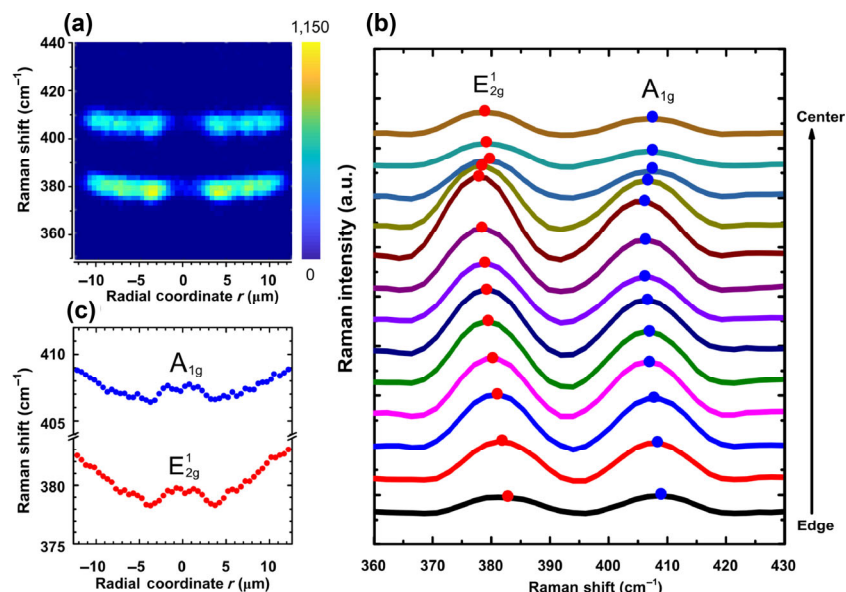 (a)
1,150
440
420
400
380
360
0
Raman shift (cm⁻¹)
−10 −5 0 5 10
Radial coordinate r (μm)
(b)
E¹₂g
A₁g
Center
Edge
Raman intensity (a.u.)
360 370 380 390 400 410 420 430
Raman shift (cm⁻¹)
(c)
410
405
380
375
A₁g
E¹₂g
Raman shift (cm⁻¹)
−10 −5 0 5 10
Radial coordinate r (μm)